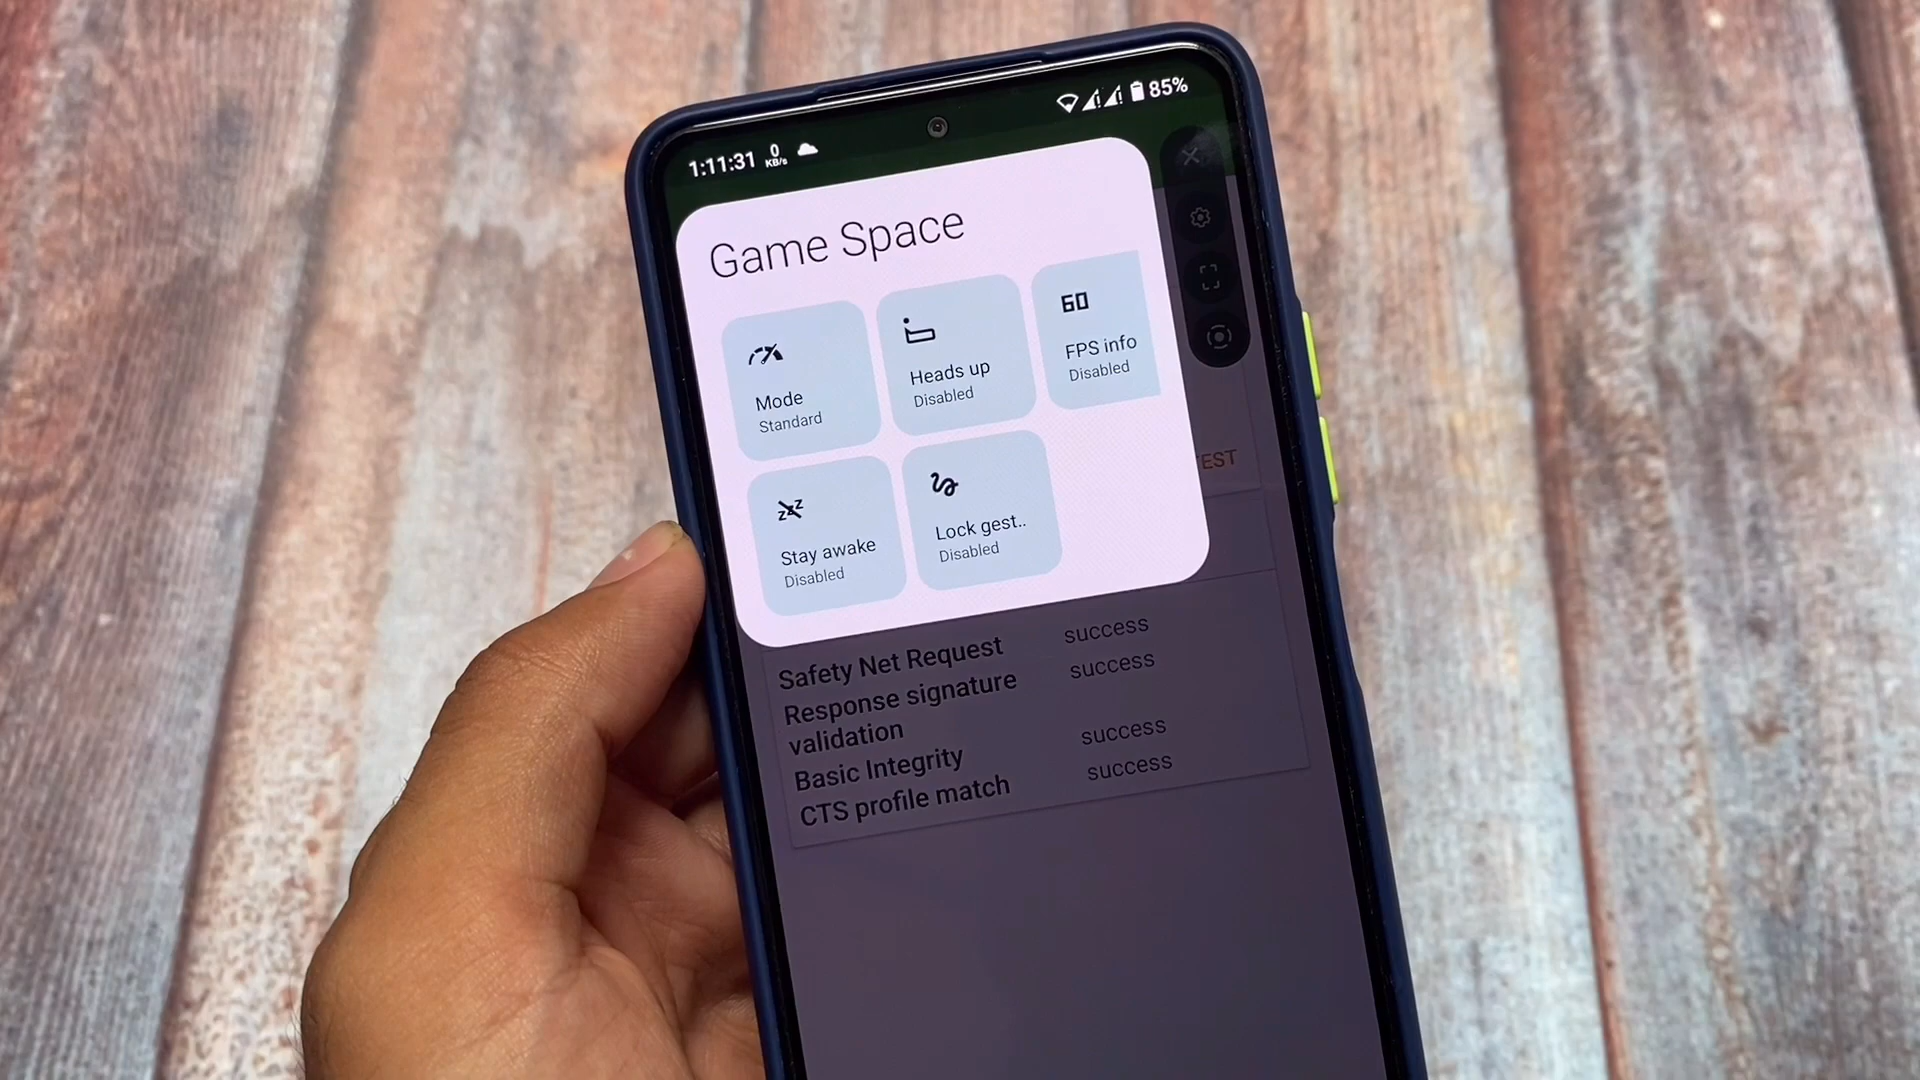 1:11:31 0 KB/s 85%
Game Space
60
Mode
Standard
Heads up
Disabled
FPS info
Disabled
zzz
Stay awake
Disabled
Lock gest..
Disabled
EST
Safety Net Request success
Response signature validation success
Basic Integrity success
CTS profile match success